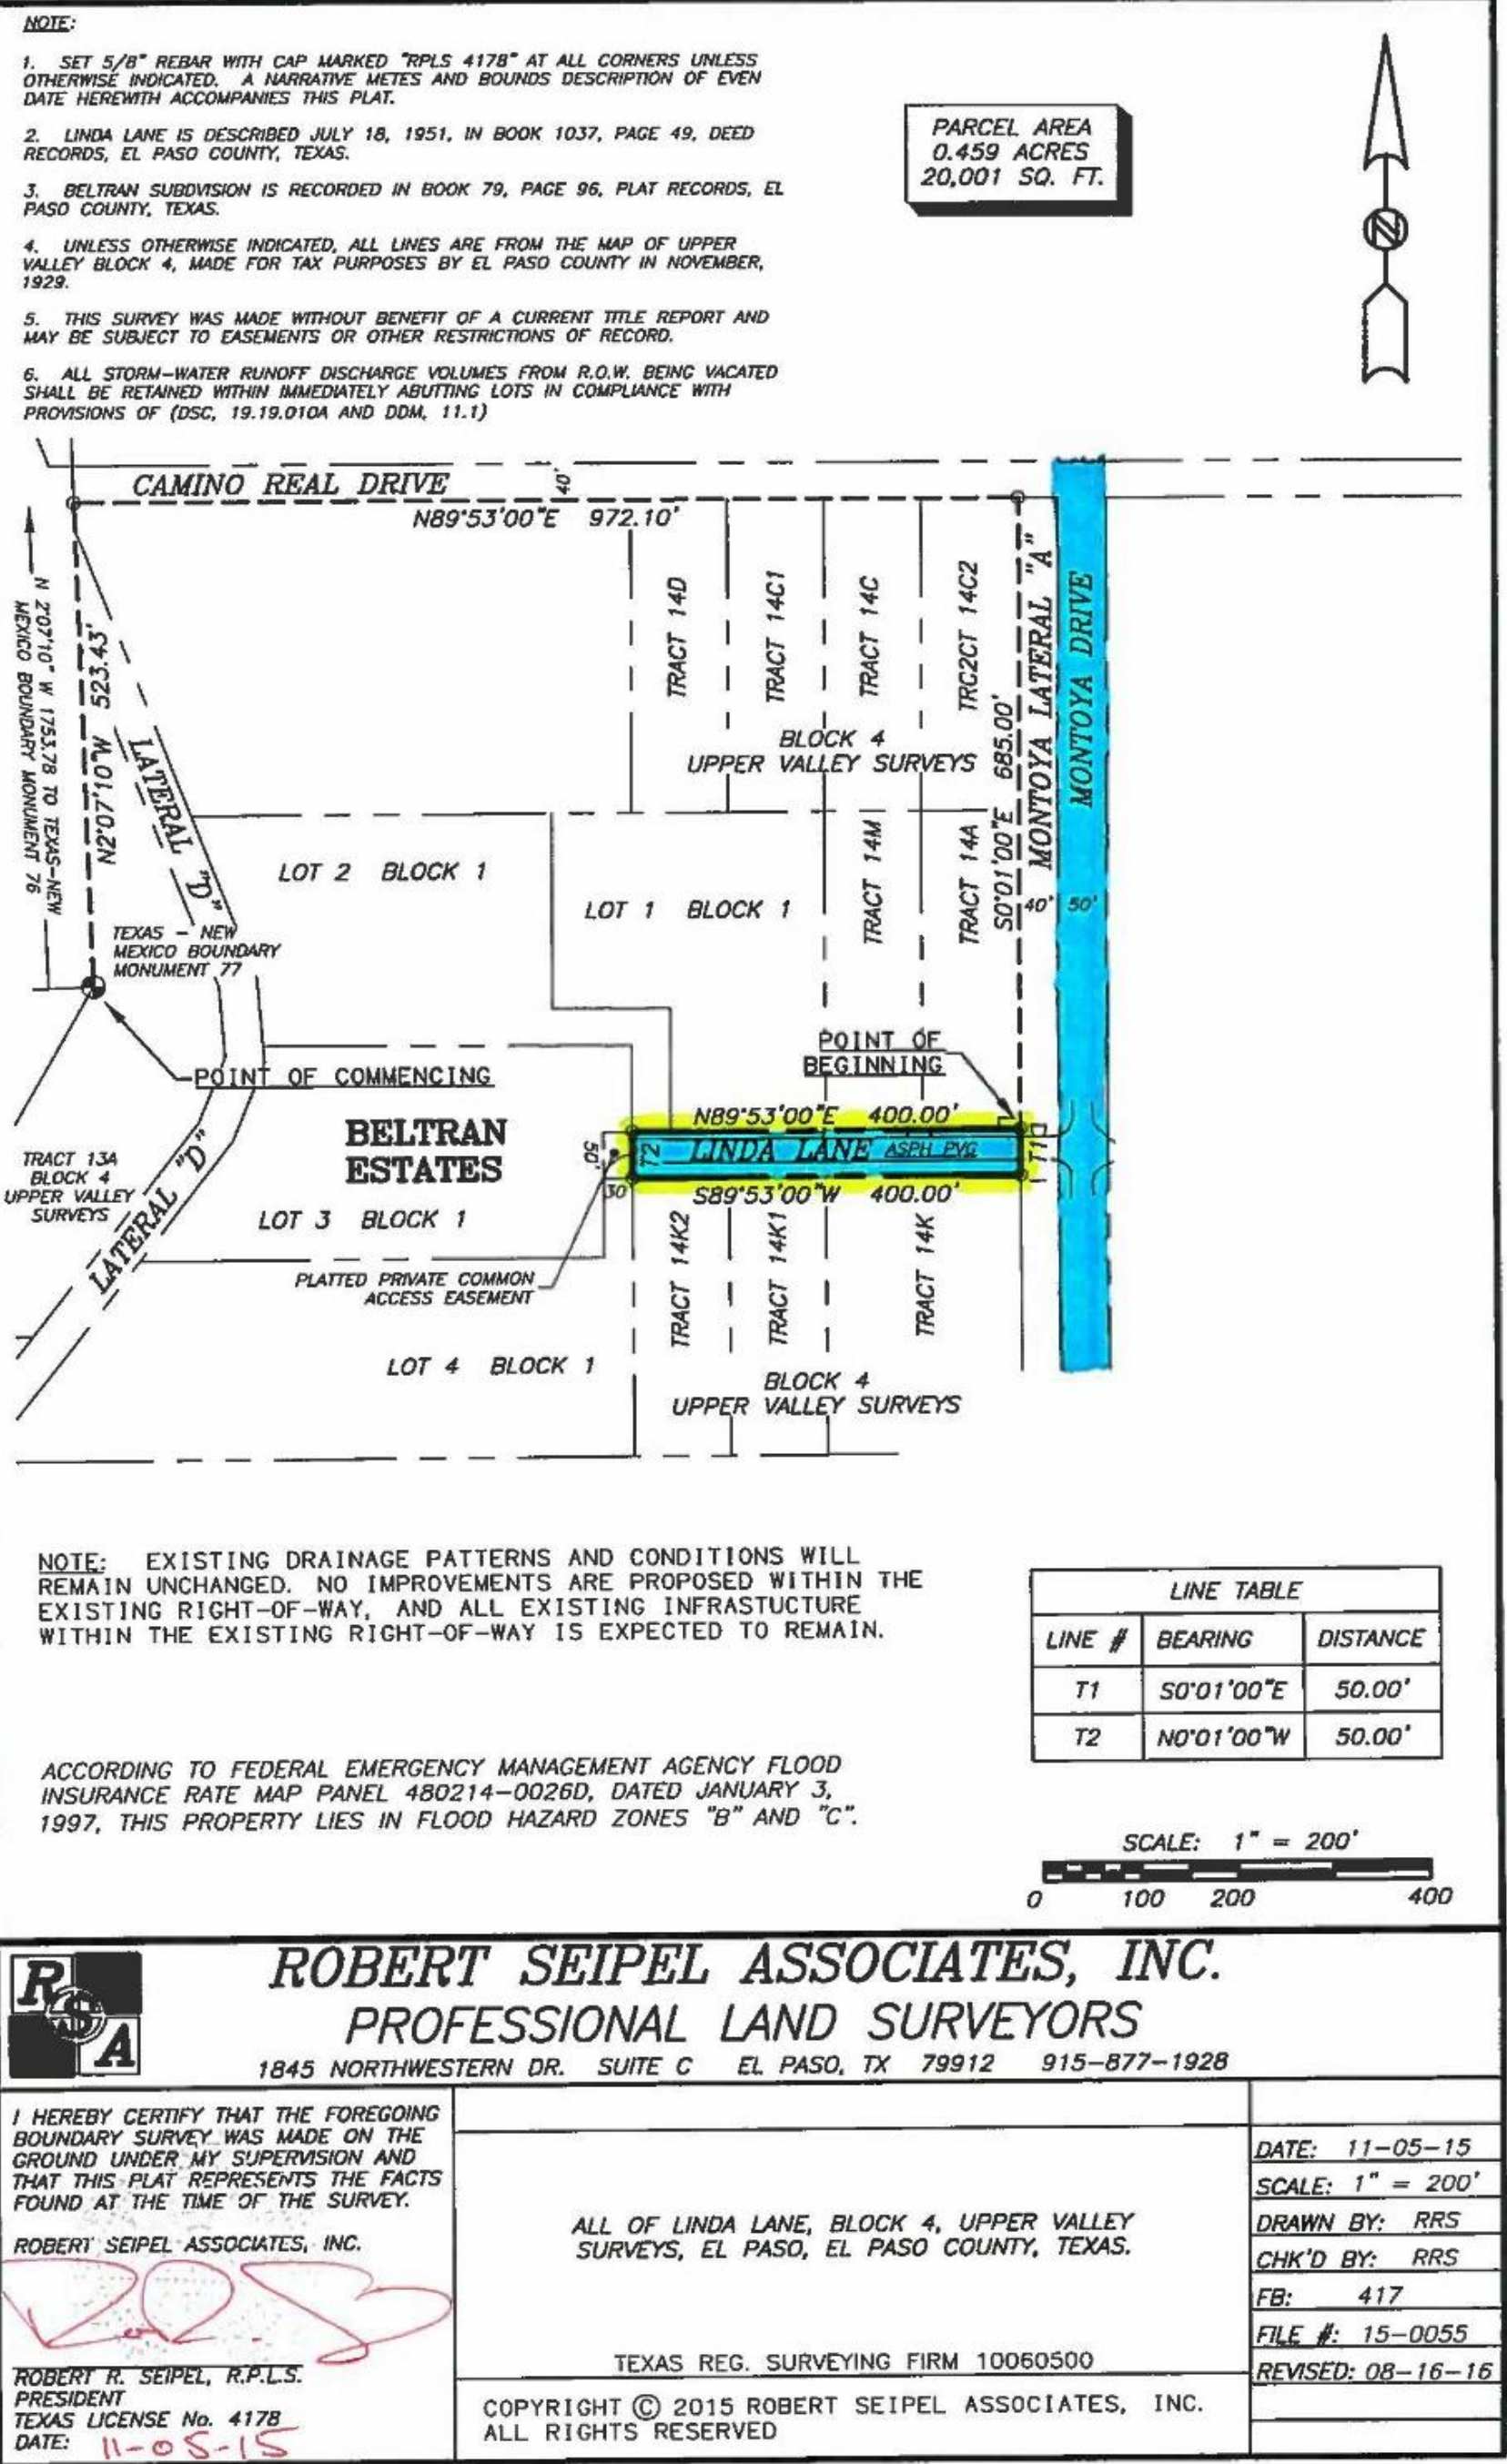 NOTE:
1. SET 5/8" REBAR WITH CAP MARKED "RPLS 4178" AT ALL CORNERS UNLESS
OTHERWISE INDICATED. A NARRATIVE METES AND BOUNDS DESCRIPTION OF EVEN
DATE HEREWITH ACCOMPANIES THIS PLAT.
2. LINDA LANE IS DESCRIBED JULY 18, 1951, IN BOOK 1037, PAGE 49, DEED
RECORDS, EL PASO COUNTY, TEXAS.
3. BELTRAN SUBDVISION IS RECORDED IN BOOK 79, PAGE 96, PLAT RECORDS, EL
PASO COUNTY, TEXAS.
4. UNLESS OTHERWISE INDICATED, ALL LINES ARE FROM THE MAP OF UPPER
VALLEY BLOCK 4, MADE FOR TAX PURPOSES BY EL PASO COUNTY IN NOVEMBER,
1929.
5. THIS SURVEY WAS MADE WITHOUT BENEFIT OF A CURRENT TITLE REPORT AND
MAY BE SUBJECT TO EASEMENTS OR OTHER RESTRICTIONS OF RECORD.
6. ALL STORM-WATER RUNOFF DISCHARGE VOLUMES FROM R.O.W. BEING VACATED
SHALL BE RETAINED WITHIN IMMEDIATELY ABUTTING LOTS IN COMPLIANCE WITH
PROVISIONS OF (DSC, 19.19.010A AND DDM, 11.1)
PARCEL AREA
0.459 ACRES
20,001 SQ. FT.
N
CAMINO REAL DRIVE
40'
N89°53'00"E 972.10'
N 2°07'10" W 1753.78 TO TEXAS-NEW
MEXICO BOUNDARY MONUMENT 76
N2°07'10"W 523.43'
LATERAL "D"
TRACT 14D
TRACT 14C1
TRACT 14C
TRC2CT 14C2
S0°01'00"E 685.00'
MONTOYA LATERAL "A"
MONTOYA DRIVE
BLOCK 4
UPPER VALLEY SURVEYS
LOT 2 BLOCK 1
LOT 1 BLOCK 1
TRACT 14M
TRACT 14A
40'
50'
TEXAS - NEW
MEXICO BOUNDARY
MONUMENT 77
POINT OF
BEGINNING
POINT OF COMMENCING
BELTRAN
ESTATES
N89°53'00"E 400.00'
50'
T2
LINDA LANE
ASPH PVG
T1
30
S89°53'00"W 400.00'
TRACT 13A
BLOCK 4
UPPER VALLEY
SURVEYS
LATERAL "D"
LOT 3 BLOCK 1
PLATTED PRIVATE COMMON
ACCESS EASEMENT
TRACT 14K2
TRACT 14K1
TRACT 14K
LOT 4 BLOCK 1
BLOCK 4
UPPER VALLEY SURVEYS
NOTE: EXISTING DRAINAGE PATTERNS AND CONDITIONS WILL
REMAIN UNCHANGED. NO IMPROVEMENTS ARE PROPOSED WITHIN THE
EXISTING RIGHT-OF-WAY, AND ALL EXISTING INFRASTUCTURE
WITHIN THE EXISTING RIGHT-OF-WAY IS EXPECTED TO REMAIN.
LINE TABLE
LINE # BEARING DISTANCE
T1 S0°01'00"E 50.00'
T2 N0°01'00"W 50.00'
ACCORDING TO FEDERAL EMERGENCY MANAGEMENT AGENCY FLOOD
INSURANCE RATE MAP PANEL 480214-0026D, DATED JANUARY 3,
1997, THIS PROPERTY LIES IN FLOOD HAZARD ZONES "B" AND "C".
SCALE: 1" = 200'
0 100 200 400
R S A
ROBERT SEIPEL ASSOCIATES, INC.
PROFESSIONAL LAND SURVEYORS
1845 NORTHWESTERN DR. SUITE C EL PASO, TX 79912 915-877-1928
I HEREBY CERTIFY THAT THE FOREGOING
BOUNDARY SURVEY WAS MADE ON THE
GROUND UNDER MY SUPERVISION AND
THAT THIS PLAT REPRESENTS THE FACTS
FOUND AT THE TIME OF THE SURVEY.
ROBERT SEIPEL ASSOCIATES, INC.
ROBERT R. SEIPEL, R.P.L.S.
PRESIDENT
TEXAS LICENSE No. 4178
DATE: 11-05-15
ALL OF LINDA LANE, BLOCK 4, UPPER VALLEY
SURVEYS, EL PASO, EL PASO COUNTY, TEXAS.
TEXAS REG. SURVEYING FIRM 10060500
COPYRIGHT © 2015 ROBERT SEIPEL ASSOCIATES, INC.
ALL RIGHTS RESERVED
DATE: 11-05-15
SCALE: 1" = 200'
DRAWN BY: RRS
CHK'D BY: RRS
FB: 417
FILE #: 15-0055
REVISED: 08-16-16